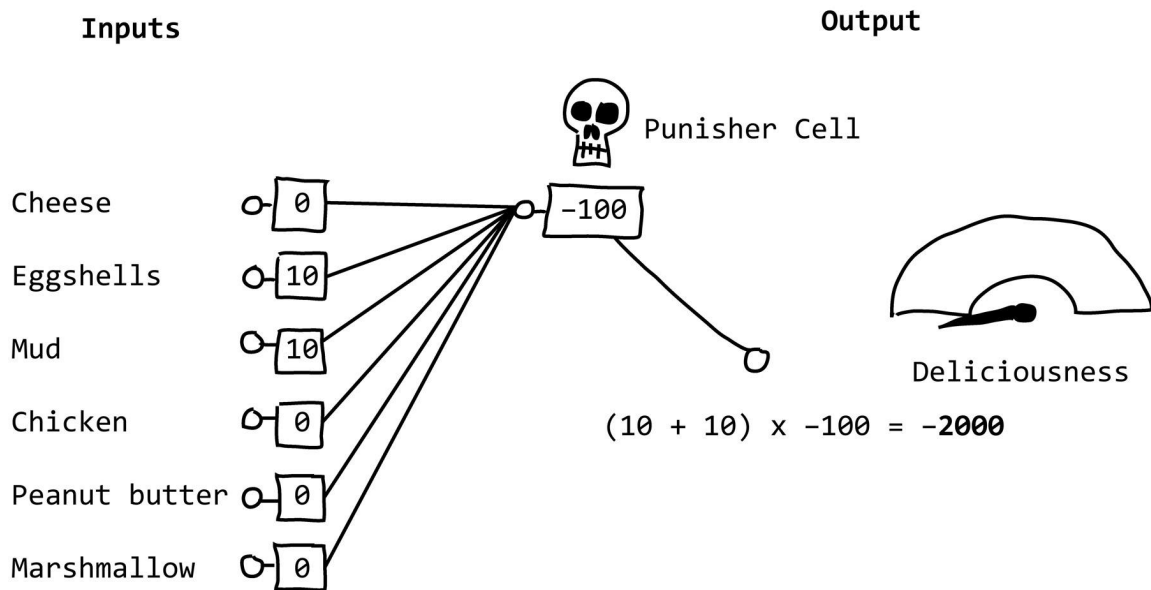 Inputs
Output
Punisher Cell
Cheese 0 -100
Eggshells 10
Mud 10
Deliciousness
Chicken 0
(10 + 10) x -100 = -2000
Peanut butter 0
Marshmallow 0